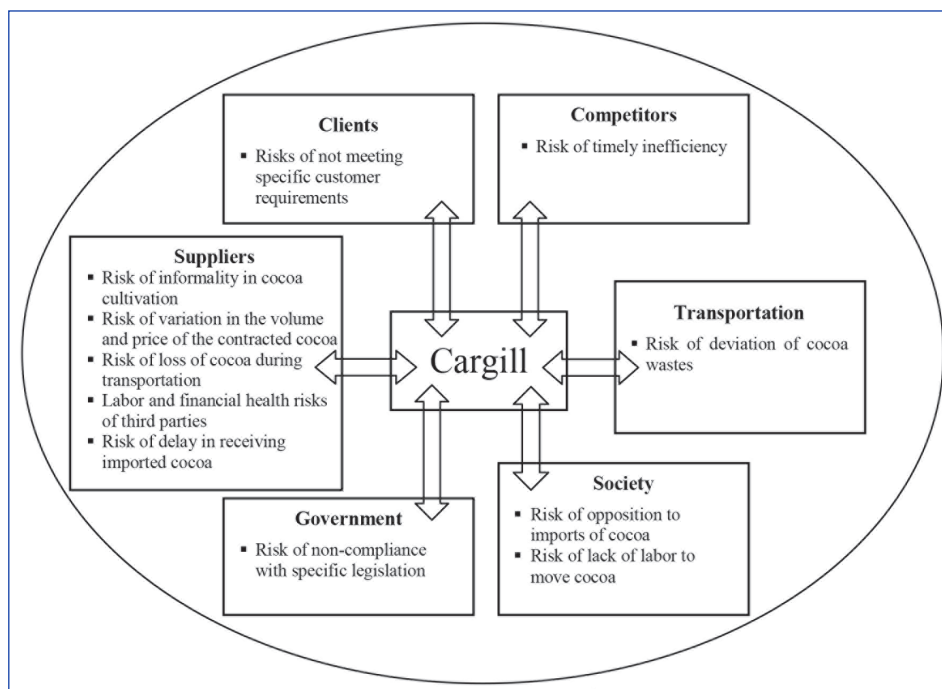 Clients
▪ Risks of not meeting
specific customer
requirements
Competitors
▪ Risk of timely inefficiency
Suppliers
▪ Risk of informality in cocoa
cultivation
▪ Risk of variation in the volume
and price of the contracted cocoa
▪ Risk of loss of cocoa during
transportation
▪ Labor and financial health risks
of third parties
▪ Risk of delay in receiving
imported cocoa
Cargill
Transportation
▪ Risk of deviation of cocoa
wastes
Government
▪ Risk of non-compliance
with specific legislation
Society
▪ Risk of opposition to
imports of cocoa
▪ Risk of lack of labor to
move cocoa